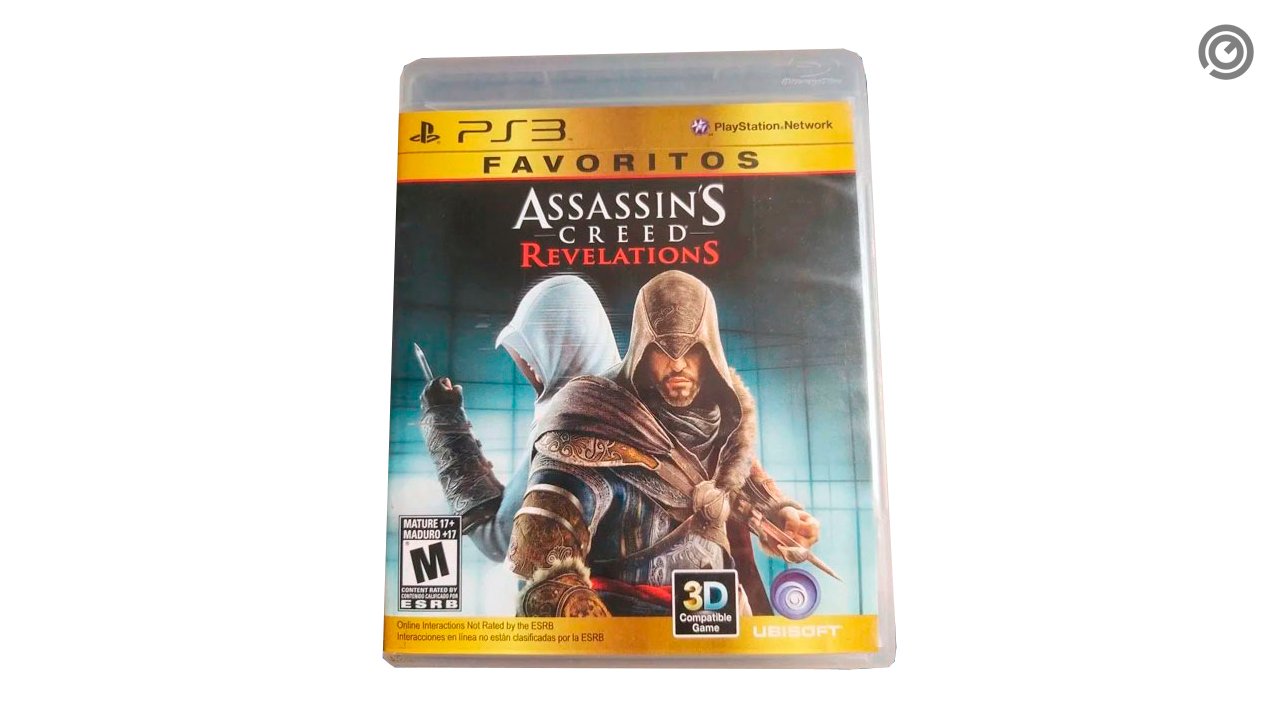 PS3
PlayStation®Network
FAVORITOS
ASSASSIN'S
CREED
REVELATIONS
MATURE 17+
MADURO +17
M
CONTENT RATED BY
CONTENIDO CALIFICADO POR
ESRB
Online Interactions Not Rated by the ESRB
Interacciones en línea no están clasificadas por la ESRB
3D
Compatible
Game
UBISOFT